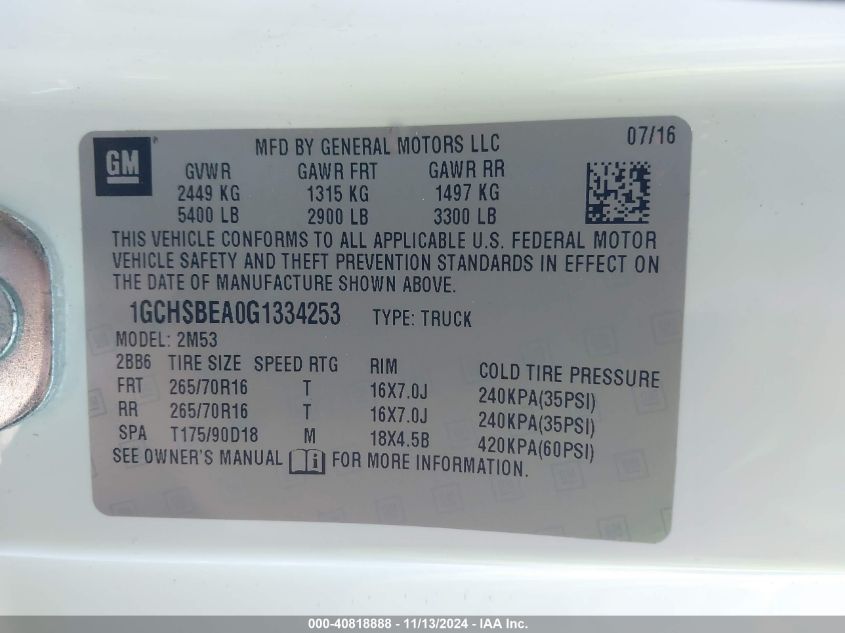 GM
MFD BY GENERAL MOTORS LLC 07/16
GVWR GAWR FRT GAWR RR
2449 KG 1315 KG 1497 KG
5400 LB 2900 LB 3300 LB
THIS VEHICLE CONFORMS TO ALL APPLICABLE U.S. FEDERAL MOTOR
VEHICLE SAFETY AND THEFT PREVENTION STANDARDS IN EFFECT ON
THE DATE OF MANUFACTURE SHOWN ABOVE.
1GCHSBEA0G1334253 TYPE: TRUCK
MODEL: 2M53
2BB6 TIRE SIZE SPEED RTG RIM COLD TIRE PRESSURE
FRT 265/70R16 T 16X7.0J 240KPA(35PSI)
RR 265/70R16 T 16X7.0J 240KPA(35PSI)
SPA T175/90D18 M 18X4.5B 420KPA(60PSI)
SEE OWNER'S MANUAL i FOR MORE INFORMATION.
000-40818888 - 11/13/2024 - IAA Inc.